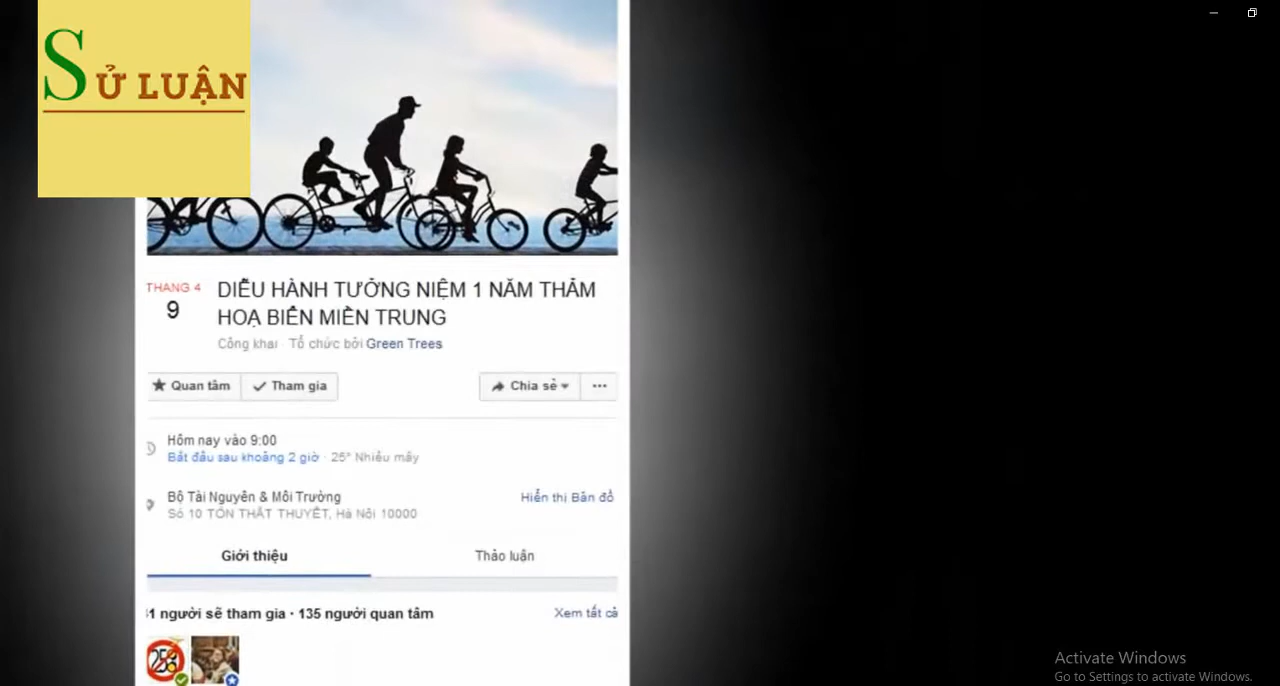 SỬ LUẬN
THÁNG 4
9
DIỄU HÀNH TƯỞNG NIỆM 1 NĂM THẢM
HOẠ BIỂN MIỀN TRUNG
Công khai · Tổ chức bởi Green Trees
Quan tâm
Tham gia
Chia sẻ
Hôm nay vào 9:00
Bắt đầu sau khoảng 2 giờ · 25° Nhiều mây
Bộ Tài Nguyên & Môi Trường
Hiển thị Bản đồ
Số 10 TÔN THẤT THUYẾT, Hà Nội 10000
Giới thiệu
Thảo luận
1 người sẽ tham gia · 135 người quan tâm
Xem tất cả
258
Activate Windows
Go to Settings to activate Windows.